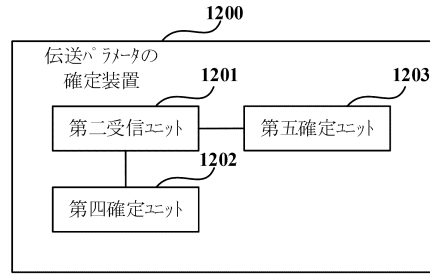 1200
伝送パラメータの
確定装置
1201
1203
第二受信ユニット
第五確定ユニット
1202
第四確定ユニット